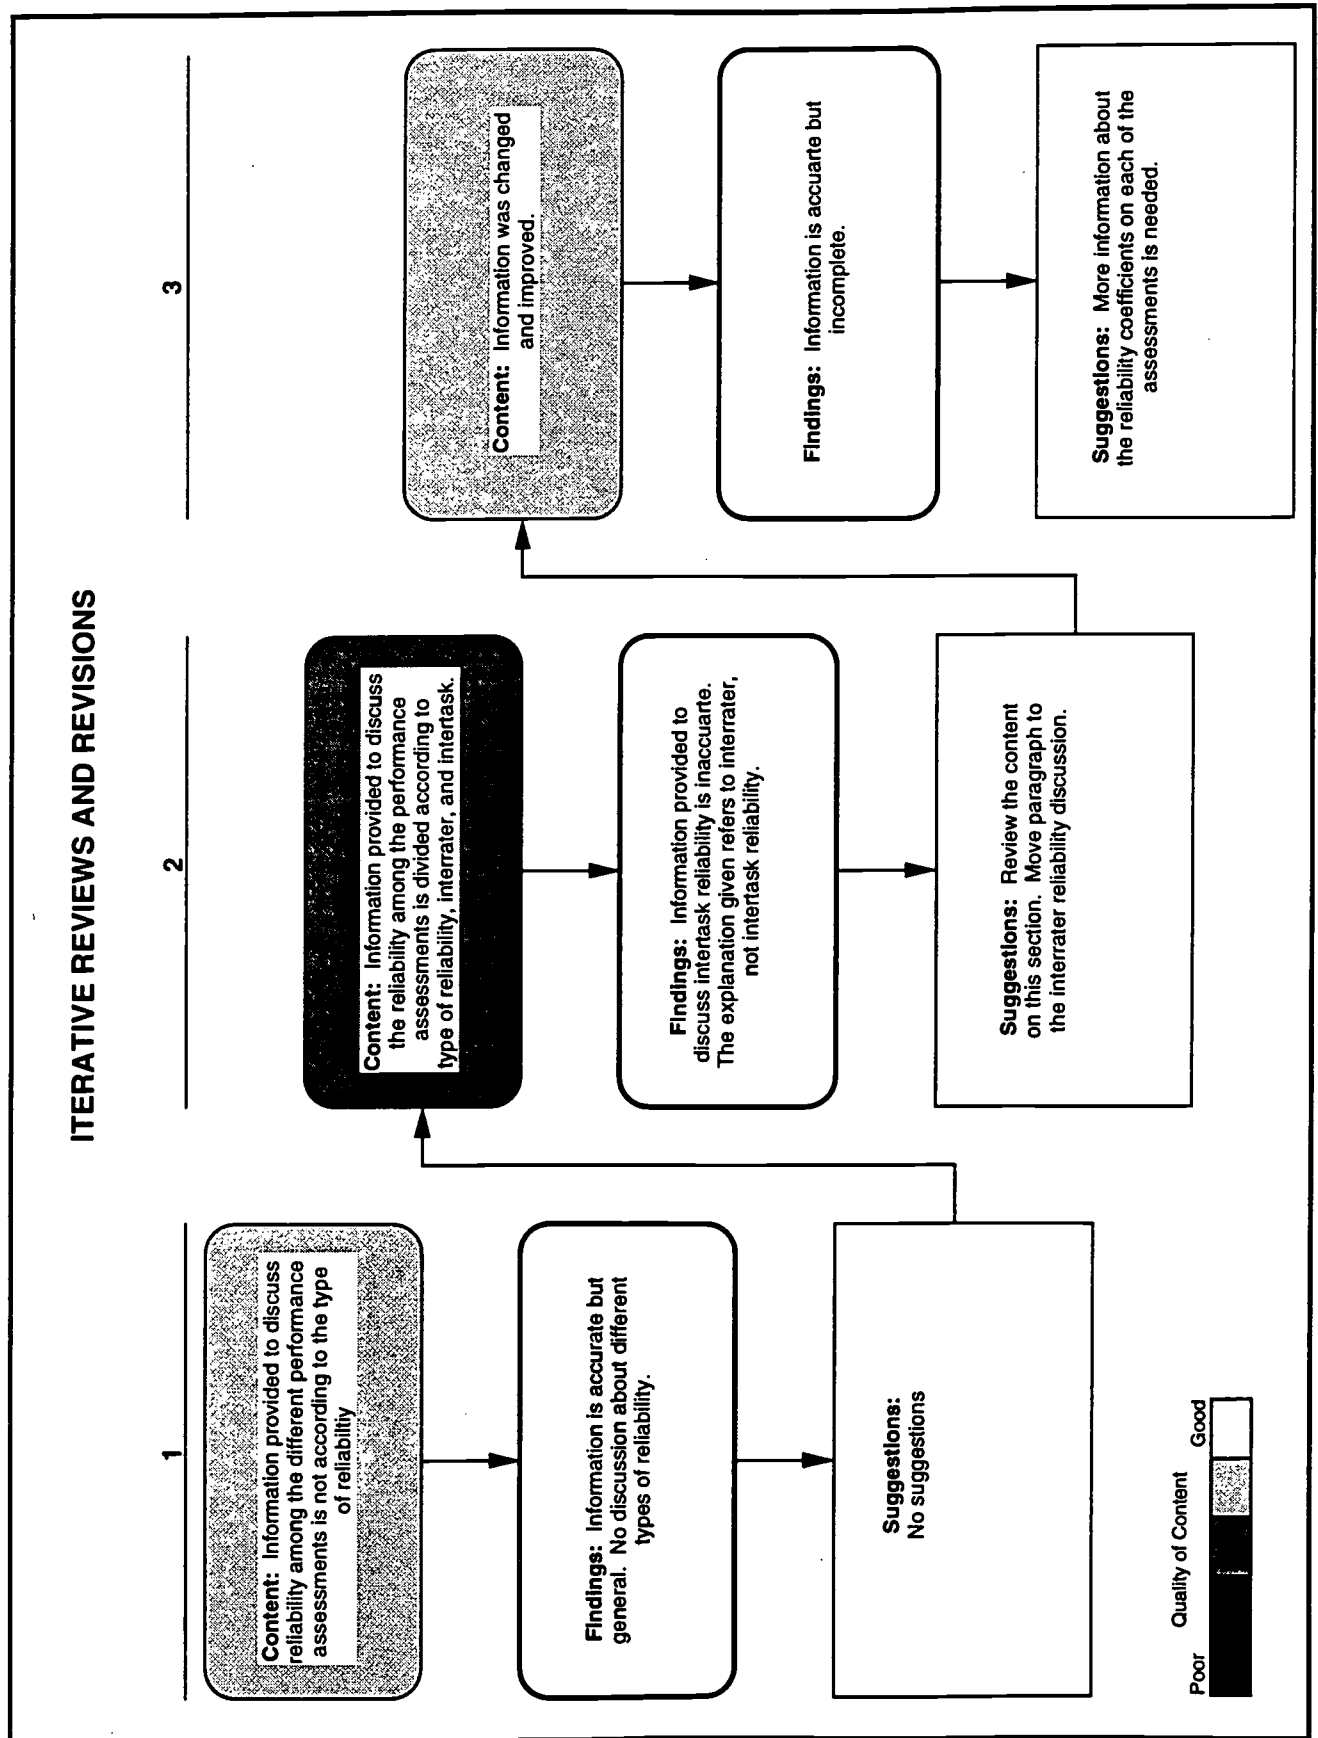 ITERATIVE REVIEWS AND REVISIONS
1
Content: Information provided to discuss
reliability among the different performance
assessments is not according to the type
of reliabiltiy
Findings: Information is accurate but
general. No discussion about different
types of reliability.
Suggestions:
No suggestions
2
Content: Information provided to discuss
the reliability among the performance
assessments is divided according to
type of reliability, interrater, and intertask.
Findings: Information provided to
discuss intertask reliability is inaccuarte.
The explanation given refers to interrater,
not intertask reliability.
Suggestions: Review the content
on this section. Move paragraph to
the interrater reliability discussion.
3
Content: Information was changed
and improved.
Findings: Information is accuarte but
incomplete.
Suggestions: More information about
the reliability coefficients on each of the
assessments is needed.
Quality of Content
Poor Good